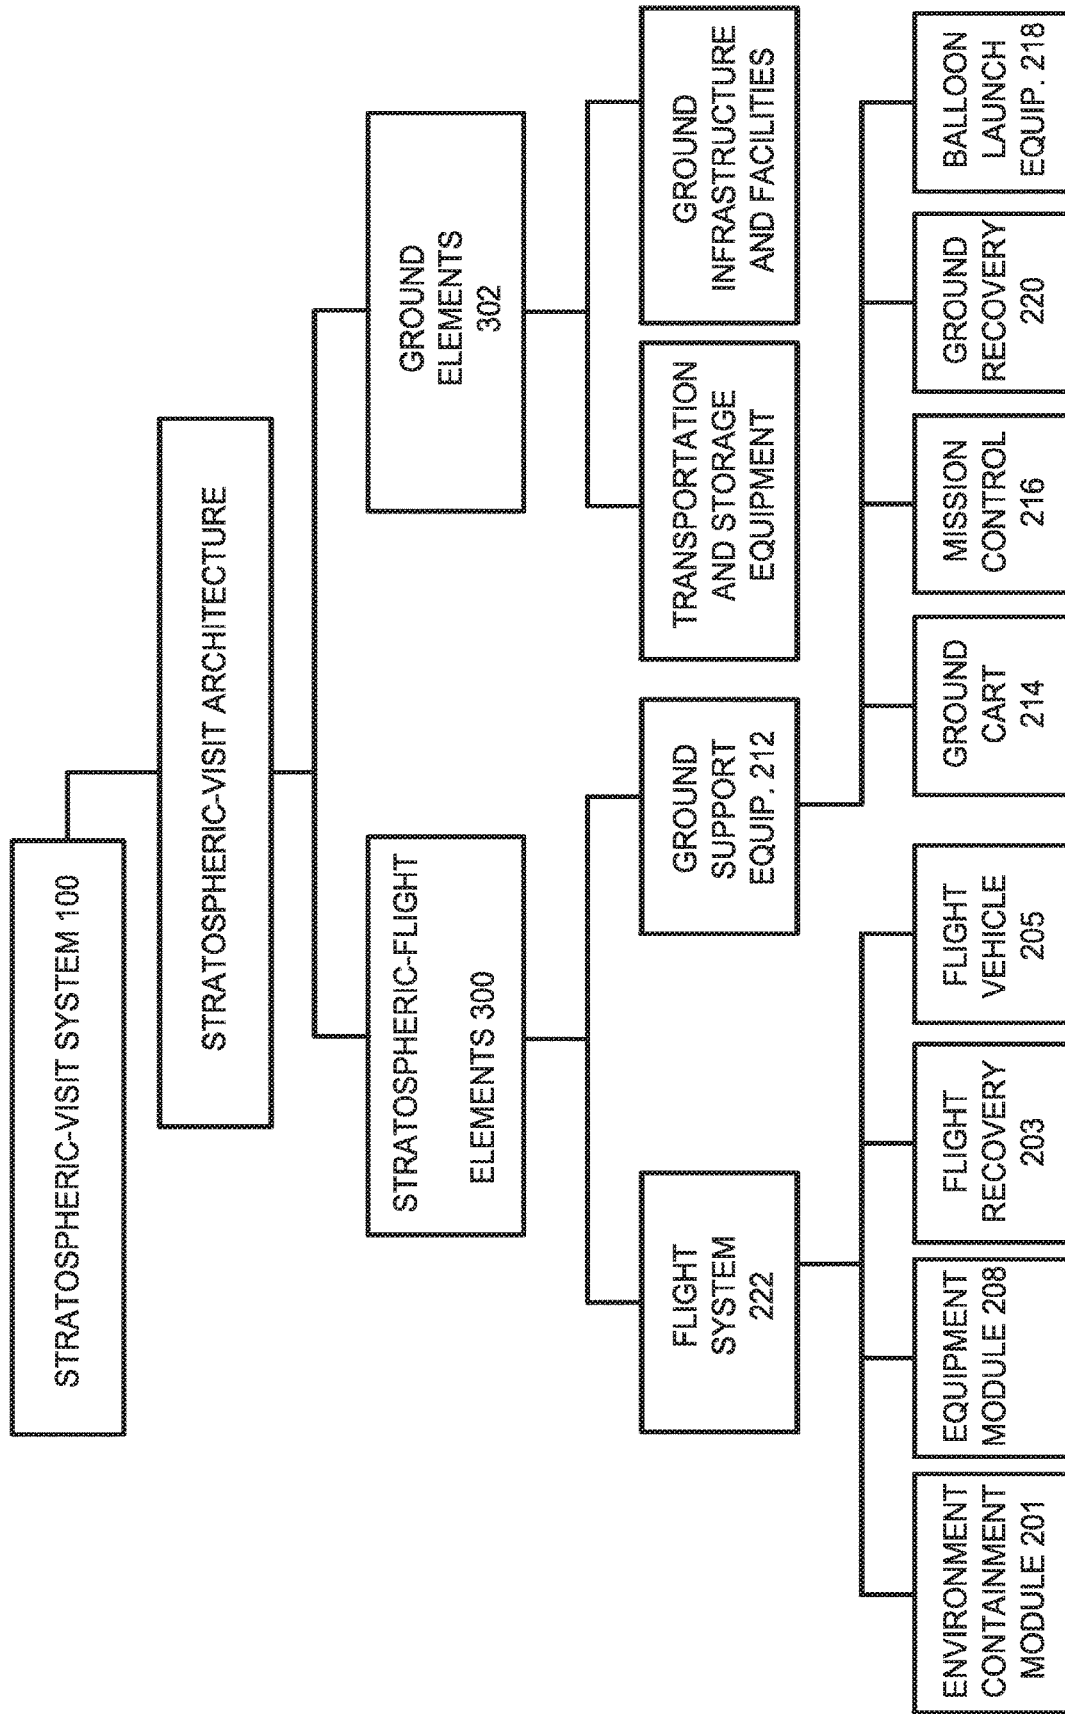 STRATOSPHERIC-VISIT SYSTEM 100
STRATOSPHERIC-VISIT ARCHITECTURE
STRATOSPHERIC-FLIGHT
ELEMENTS 300
GROUND
ELEMENTS
302
FLIGHT
SYSTEM
222
GROUND
SUPPORT
EQUIP. 212
TRANSPORTATION
AND STORAGE
EQUIPMENT
GROUND
INFRASTRUCTURE
AND FACILITIES
ENVIRONMENT
CONTAINMENT
MODULE 201
EQUIPMENT
MODULE 208
FLIGHT
RECOVERY
203
FLIGHT
VEHICLE
205
GROUND
CART
214
MISSION
CONTROL
216
GROUND
RECOVERY
220
BALLOON
LAUNCH
EQUIP. 218